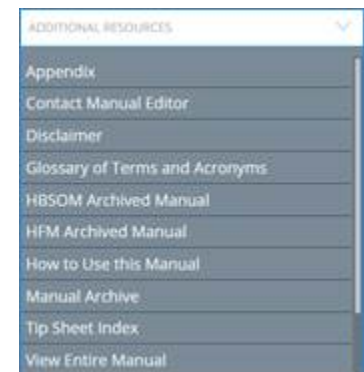 ADDITIONAL RESOURCES
Appendix
Contact Manual Editor
Disclaimer
Glossary of Terms and Acronyms
HBSOM Archived Manual
HFM Archived Manual
How to Use this Manual
Manual Archive
Tip Sheet Index
View Entire Manual